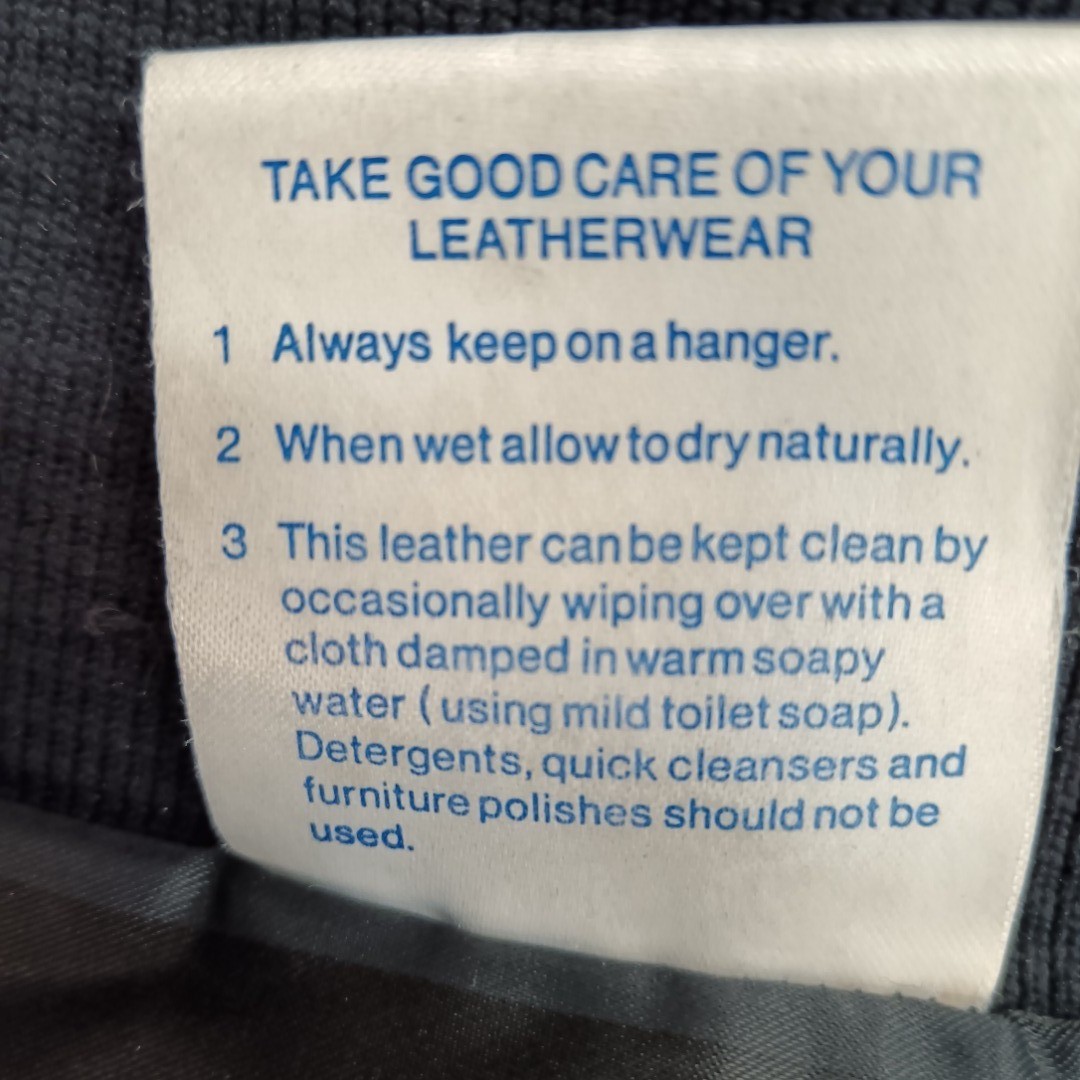 TAKE GOOD CARE OF YOUR
LEATHERWEAR
1 Always keep on a hanger.
2 When wet allow to dry naturally.
3 This leather can be kept clean by
occasionally wiping over with a
cloth damped in warm soapy
water (using mild toilet soap).
Detergents, quick cleansers and
furniture polishes should not be
used.